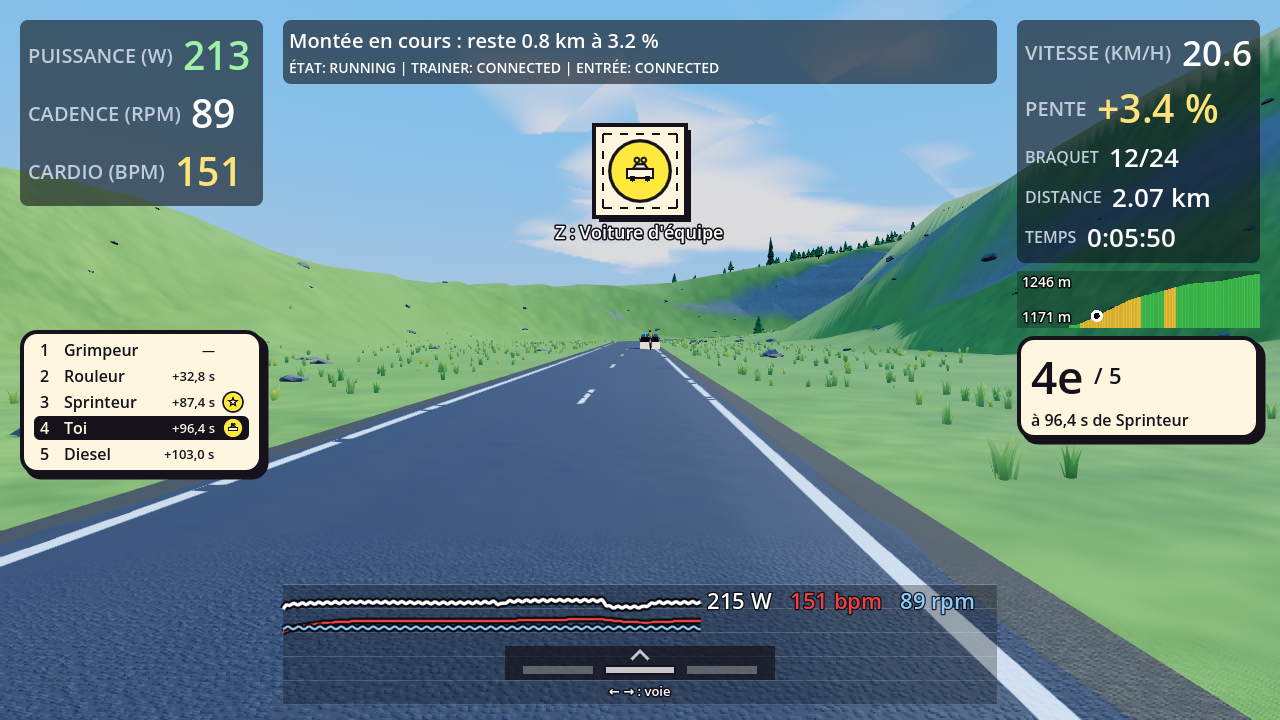 PUISSANCE (W) 213
CADENCE (RPM) 89
CARDIO (BPM) 151
Montée en cours : reste 0.8 km à 3.2 %
ÉTAT: RUNNING | TRAINER: CONNECTED | ENTRÉE: CONNECTED
VITESSE (KM/H) 20.6
PENTE +3.4 %
BRAQUET 12/24
DISTANCE 2.07 km
TEMPS 0:05:50
1246 m
1171 m
Z : Voiture d'équipe
1 Grimpeur —
2 Rouleur +32,8 s
3 Sprinteur +87,4 s
4 Toi +96,4 s
5 Diesel +103,0 s
4e / 5
à 96,4 s de Sprinteur
215 W 151 bpm 89 rpm
← → : voie